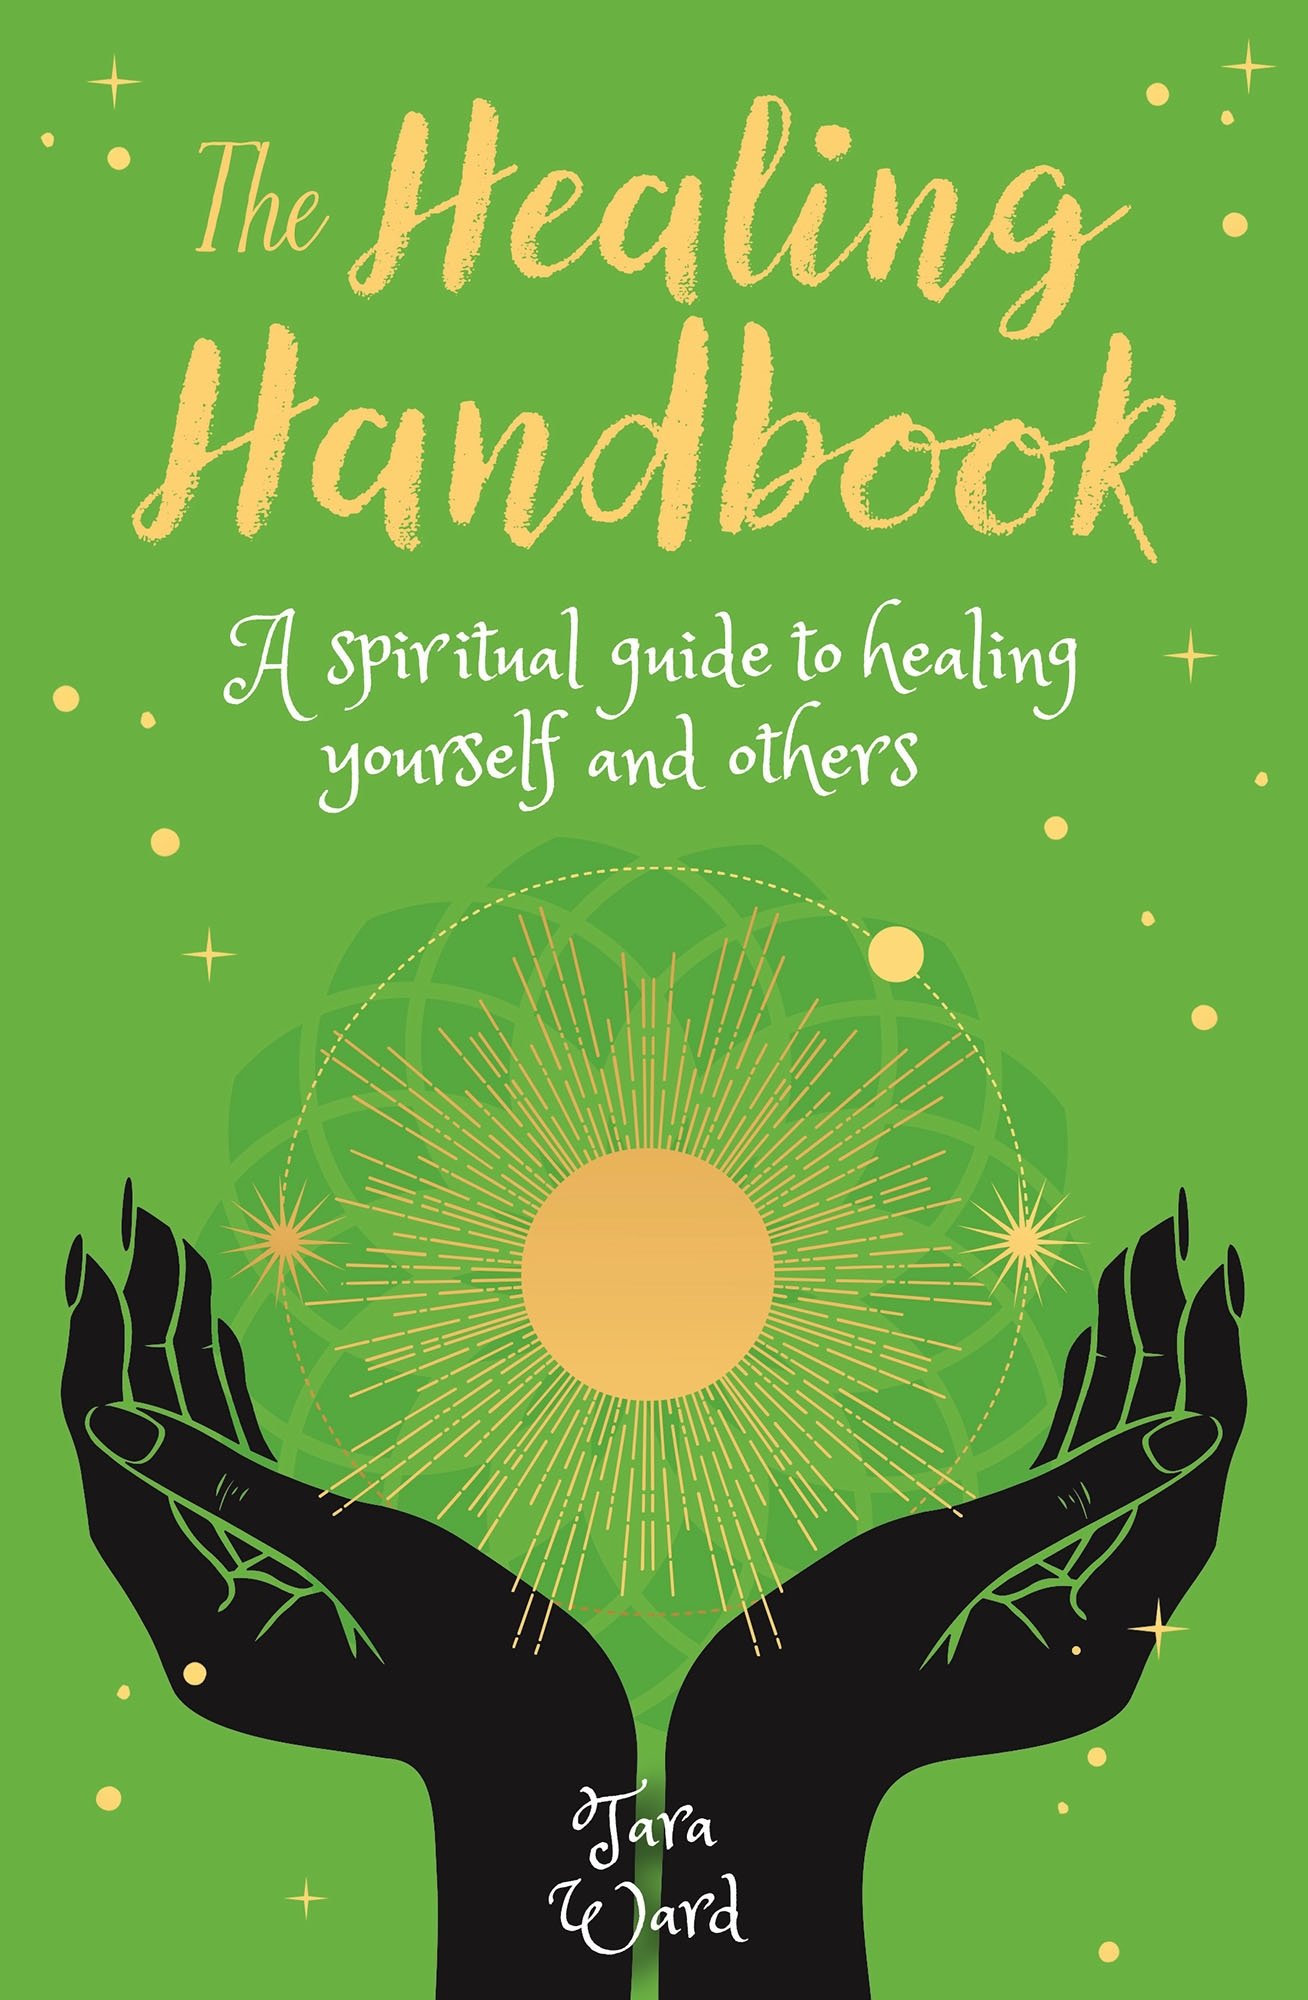 The Healing
Handbook
A spiritual guide to healing
yourself and others
Tara
Ward